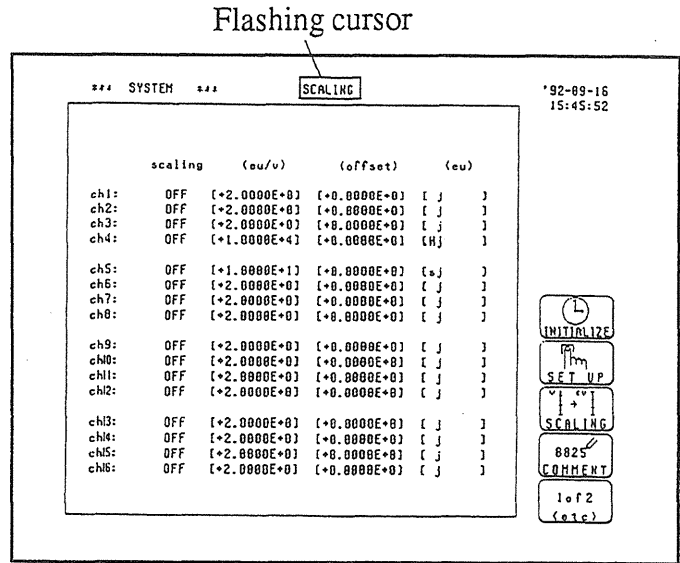 Flashing cursor
*** SYSTEM *** SCALING '92-09-16
15:45:52
scaling (eu/v) (offset) (eu)
ch1: OFF [+2.0000E+0] [+0.0000E+0] [ j ]
ch2: OFF [+2.0000E+0] [+0.0000E+0] [ j ]
ch3: OFF [+2.0000E+0] [+0.0000E+0] [ j ]
ch4: OFF [+1.0000E+4] [+0.0000E+0] [Hj ]
ch5: OFF [+1.0000E+1] [+0.0000E+0] [sj ]
ch6: OFF [+2.0000E+0] [+0.0000E+0] [ j ]
ch7: OFF [+2.0000E+0] [+0.0000E+0] [ j ]
ch8: OFF [+2.0000E+0] [+0.0000E+0] [ j ]
ch9: OFF [+2.0000E+0] [+0.0000E+0] [ j ]
ch10: OFF [+2.0000E+0] [+0.0000E+0] [ j ]
ch11: OFF [+2.0000E+0] [+0.0000E+0] [ j ]
ch12: OFF [+2.0000E+0] [+0.0000E+0] [ j ]
ch13: OFF [+2.0000E+0] [+0.0000E+0] [ j ]
ch14: OFF [+2.0000E+0] [+0.0000E+0] [ j ]
ch15: OFF [+2.0000E+0] [+0.0000E+0] [ j ]
ch16: OFF [+2.0000E+0] [+0.0000E+0] [ j ]
INITIALIZE
SET UP
SCALING
8825
COMMENT
1of2
(etc)